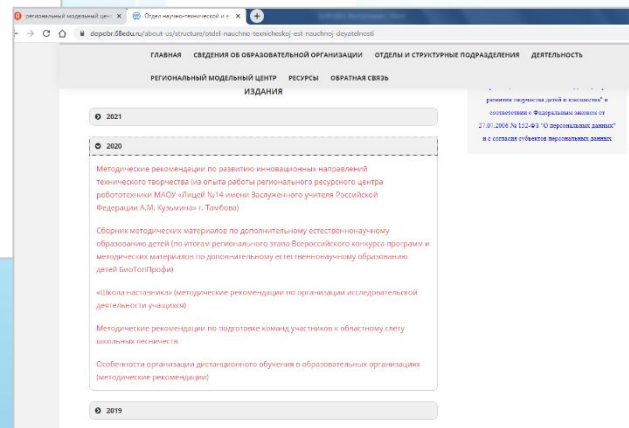 региональный модельный цен
Отдел научно-технической и е
depobr.68edu.ru/about-us/structure/otdel-nauchno-texnicheskoj-est-nauchnoj-deyatelnosti
ГЛАВНАЯ СВЕДЕНИЯ ОБ ОБРАЗОВАТЕЛЬНОЙ ОРГАНИЗАЦИИ ОТДЕЛЫ И СТРУКТУРНЫЕ ПОДРАЗДЕЛЕНИЯ ДЕЯТЕЛЬНОСТЬ
РЕГИОНАЛЬНЫЙ МОДЕЛЬНЫЙ ЦЕНТР РЕСУРСЫ ОБРАТНАЯ СВЯЗЬ
ИЗДАНИЯ
2021
2020
Методические рекомендации по развитию инновационных направлений
технического творчества (из опыта работы регионального ресурсного центра
робототехники МАОУ «Лицей №14 имени Заслуженного учителя Российской
Федерации А.М. Кузьмина» г. Тамбова)
Сборник методических материалов по дополнительному естественнонаучному
образованию детей (по итогам регионального этапа Всероссийского конкурса программ и
методических материалов по дополнительному естественнонаучному образованию
детей БиоТопПрофи)
«Школа наставника» (методические рекомендации по организации исследовательской
деятельности учащихся)
Методические рекомендации по подготовке команд участников к областному слету
школьных лесничеств
Особенности организации дистанционного обучения в образовательных организациях
(методические рекомендации)
2019
развития творчества детей и юношества" в
соответствии с Федеральным законом от
27.07.2006 № 152-ФЗ "О персональных данных"
и с согласия субъектов персональных данных